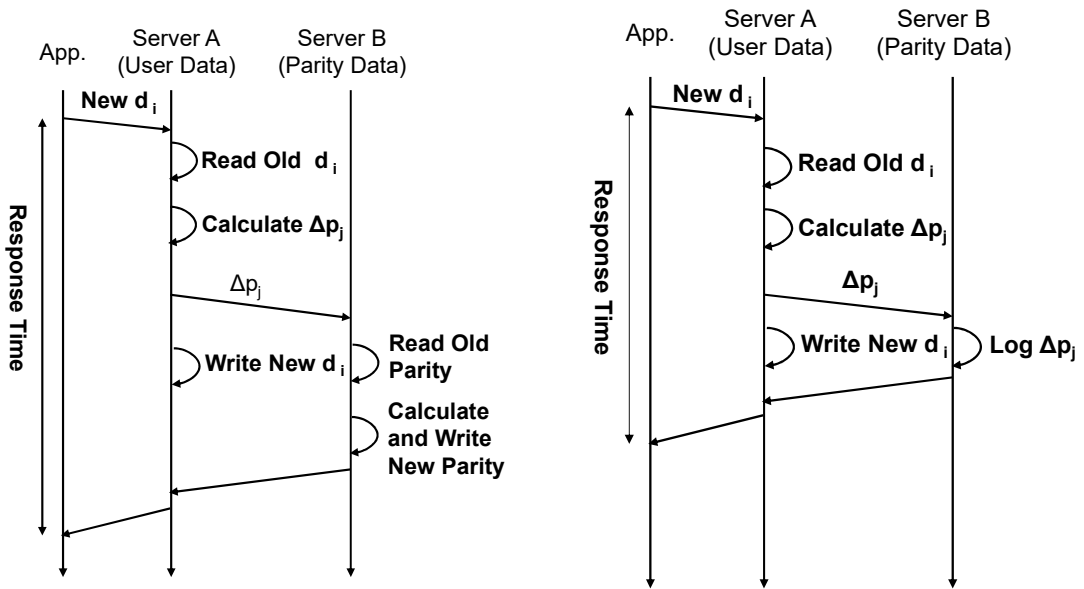 App.
Server A
(User Data)
Server B
(Parity Data)
New d i
Read Old d i
Calculate Δpj
Δpj
Write New d i
Read Old
Parity
Calculate
and Write
New Parity
Response Time
App.
Server A
(User Data)
Server B
(Parity Data)
New d i
Read Old d i
Calculate Δpj
Δpj
Write New d i
Log Δpj
Response Time